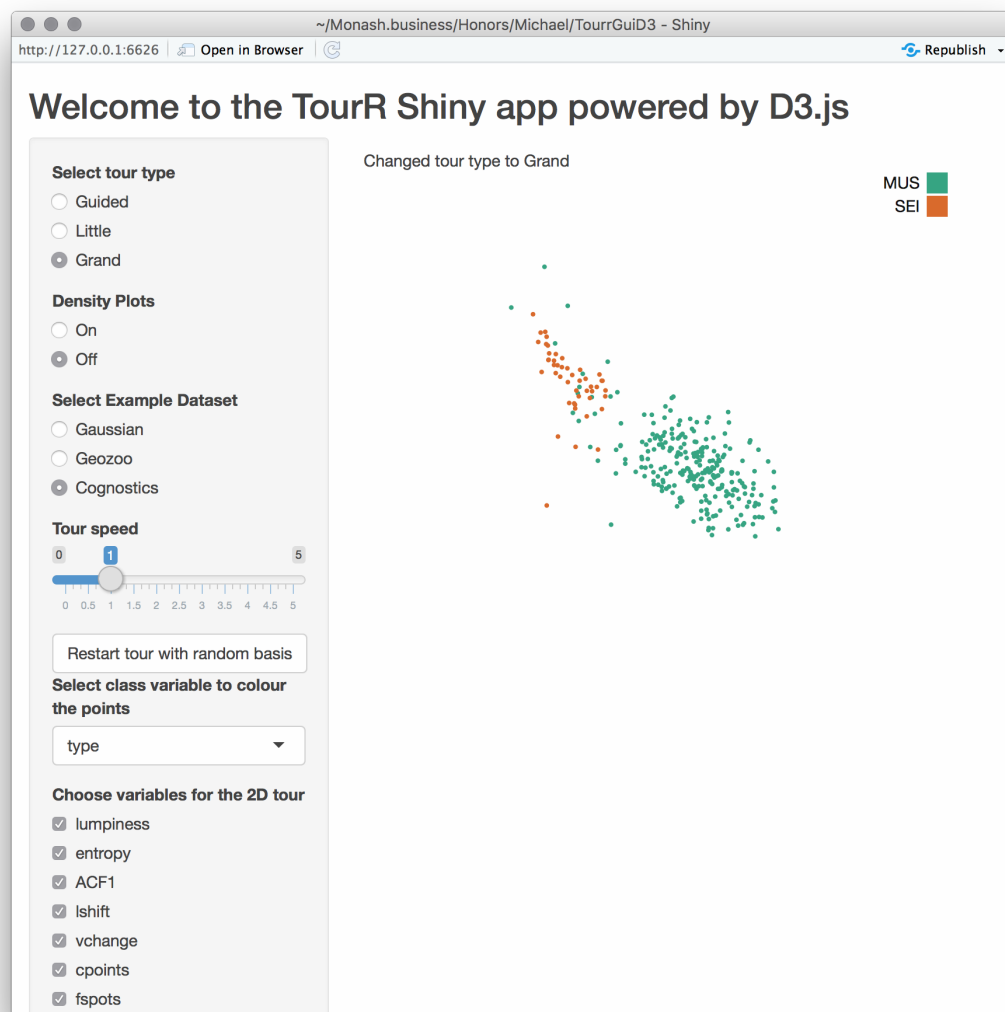 ~/Monash.business/Honors/Michael/TourrGuiD3 - Shiny
http://127.0.0.1:6626 Open in Browser Republish
Welcome to the TourR Shiny app powered by D3.js
Select tour type
Guided
Little
Grand
Density Plots
On
Off
Select Example Dataset
Gaussian
Geozoo
Cognostics
Tour speed
0 1 5
0 0.5 1 1.5 2 2.5 3 3.5 4 4.5 5
Restart tour with random basis
Select class variable to colour
the points
type
Choose variables for the 2D tour
lumpiness
entropy
ACF1
lshift
vchange
cpoints
fspots
Changed tour type to Grand
MUS
SEI